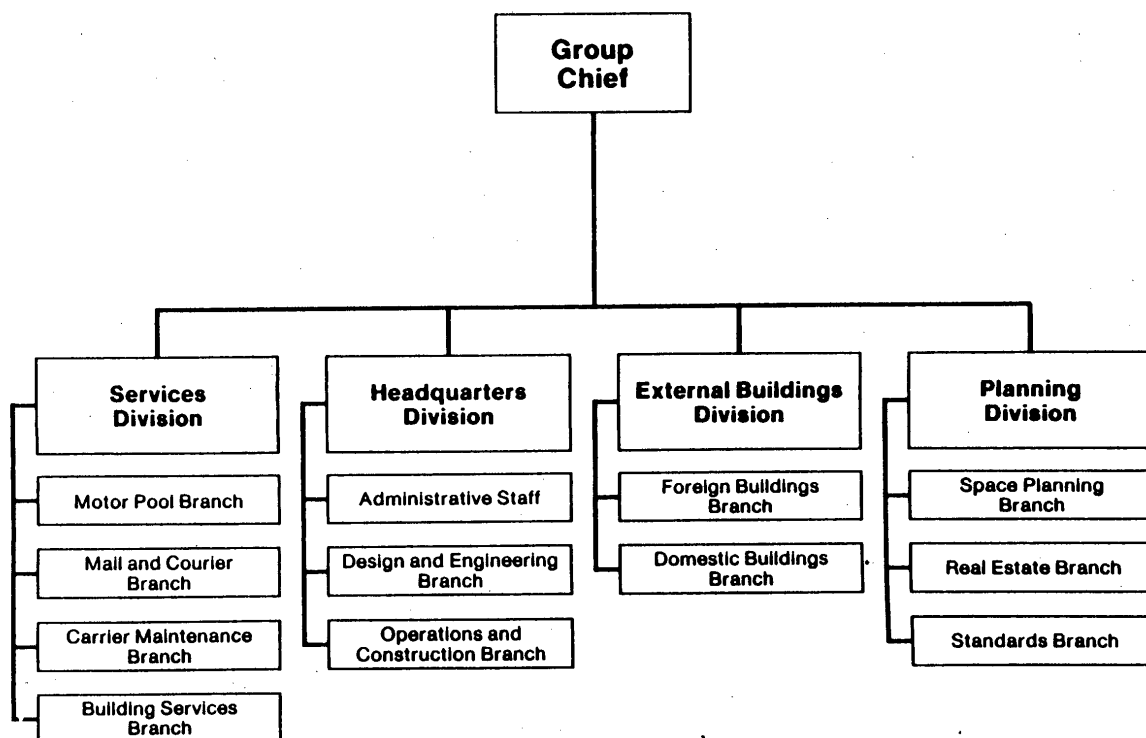 Group
Chief
Services
Division
Motor Pool Branch
Mail and Courier
Branch
Carrier Maintenance
Branch
Building Services
Branch
Headquarters
Division
Administrative Staff
Design and Engineering
Branch
Operations and
Construction Branch
External Buildings
Division
Foreign Buildings
Branch
Domestic Buildings
Branch
Planning
Division
Space Planning
Branch
Real Estate Branch
Standards Branch